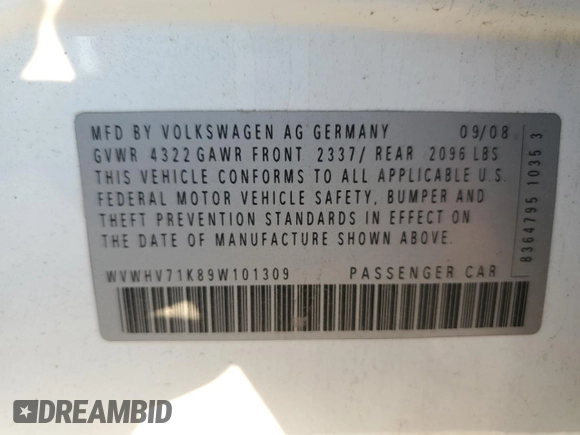 MFD BY VOLKSWAGEN AG GERMANY 09/08
GVWR 4322 GAWR FRONT 2337/ REAR 2096 LBS
THIS VEHICLE CONFORMS TO ALL APPLICABLE U.S.
FEDERAL MOTOR VEHICLE SAFETY, BUMPER AND
THEFT PREVENTION STANDARDS IN EFFECT ON
THE DATE OF MANUFACTURE SHOWN ABOVE.
WVWHV71K89W101309 PASSENGER CAR
8364795 10353
DREAMBID